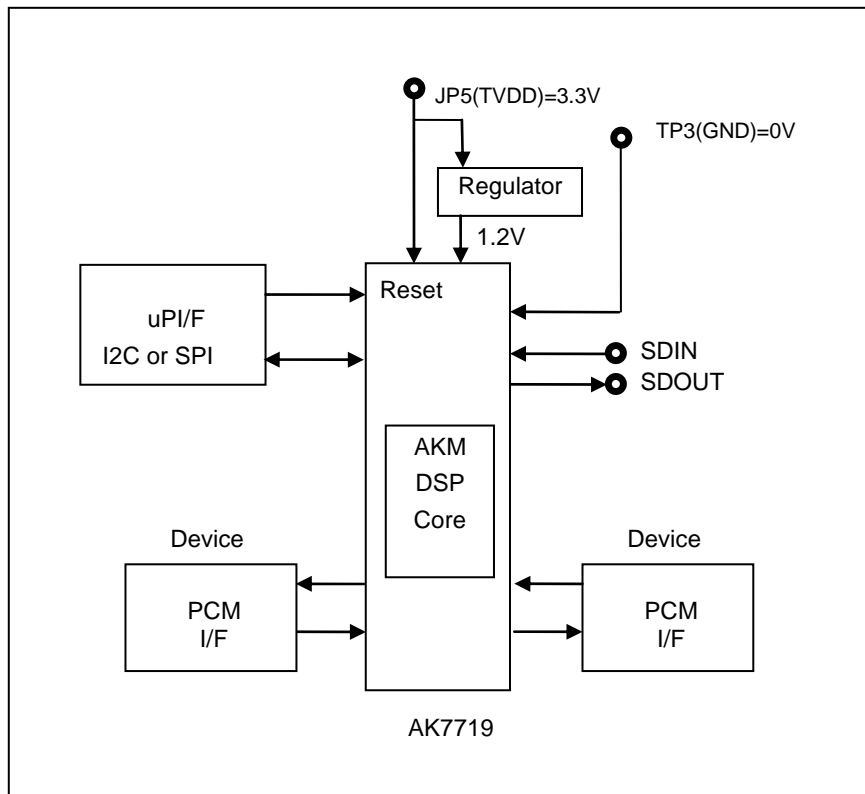 JP5(TVDD)=3.3V
TP3(GND)=0V
Regulator
1.2V
Reset
uPI/F
I2C or SPI
SDIN
SDOUT
AKM
DSP
Core
Device
PCM
I/F
Device
PCM
I/F
AK7719